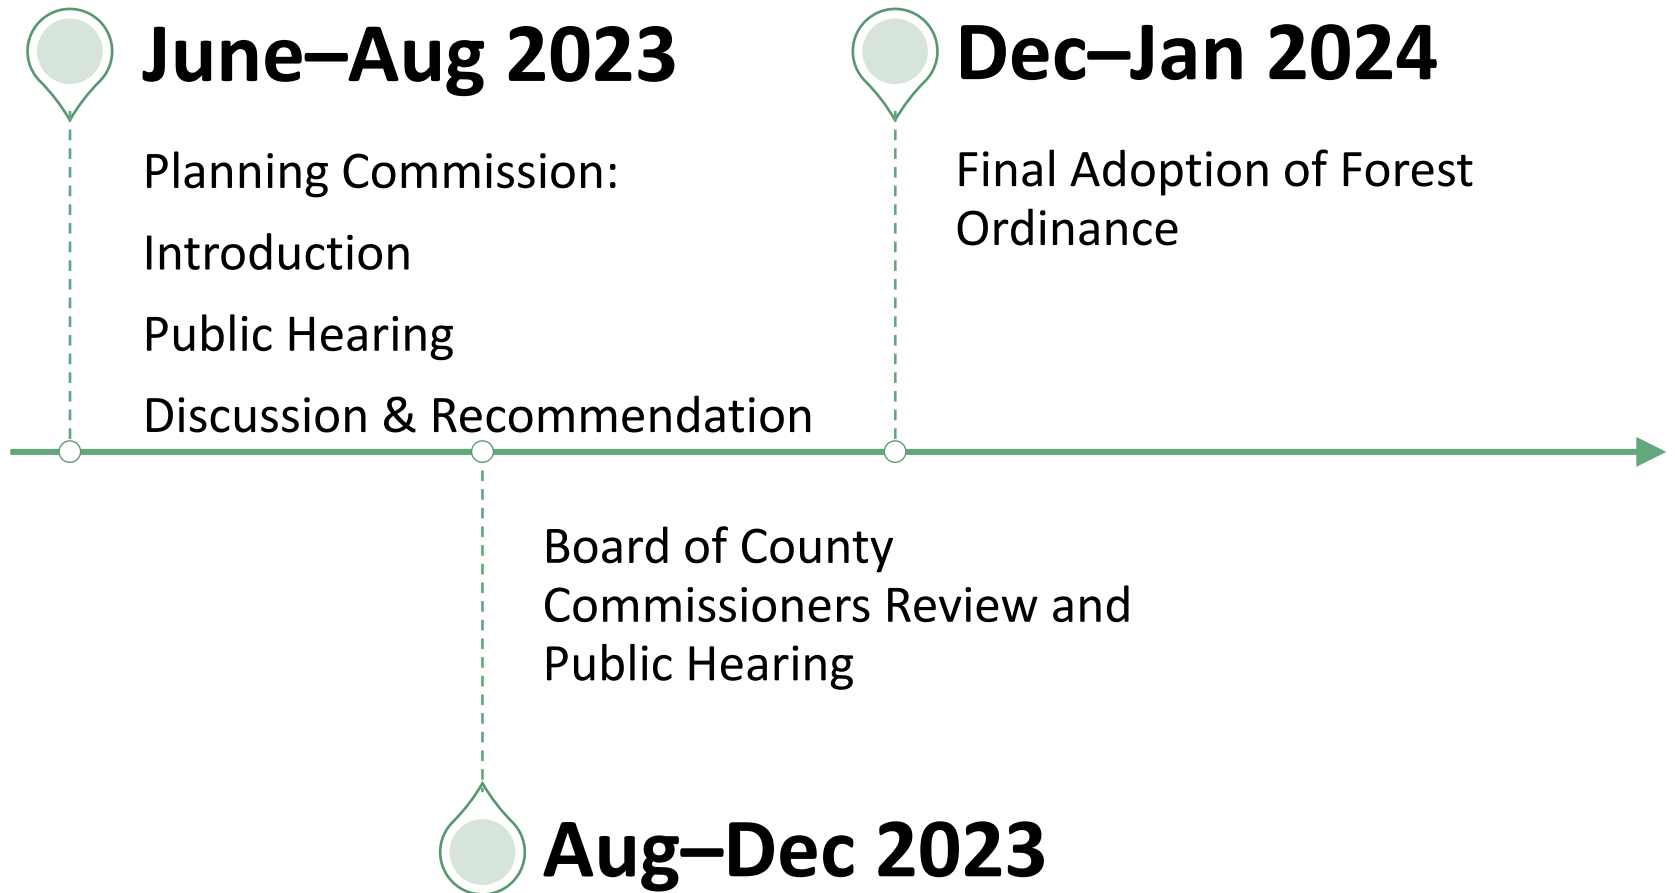 June–Aug 2023
Planning Commission:
Introduction
Public Hearing
Discussion & Recommendation
Dec–Jan 2024
Final Adoption of Forest
Ordinance
Board of County
Commissioners Review and
Public Hearing
Aug–Dec 2023